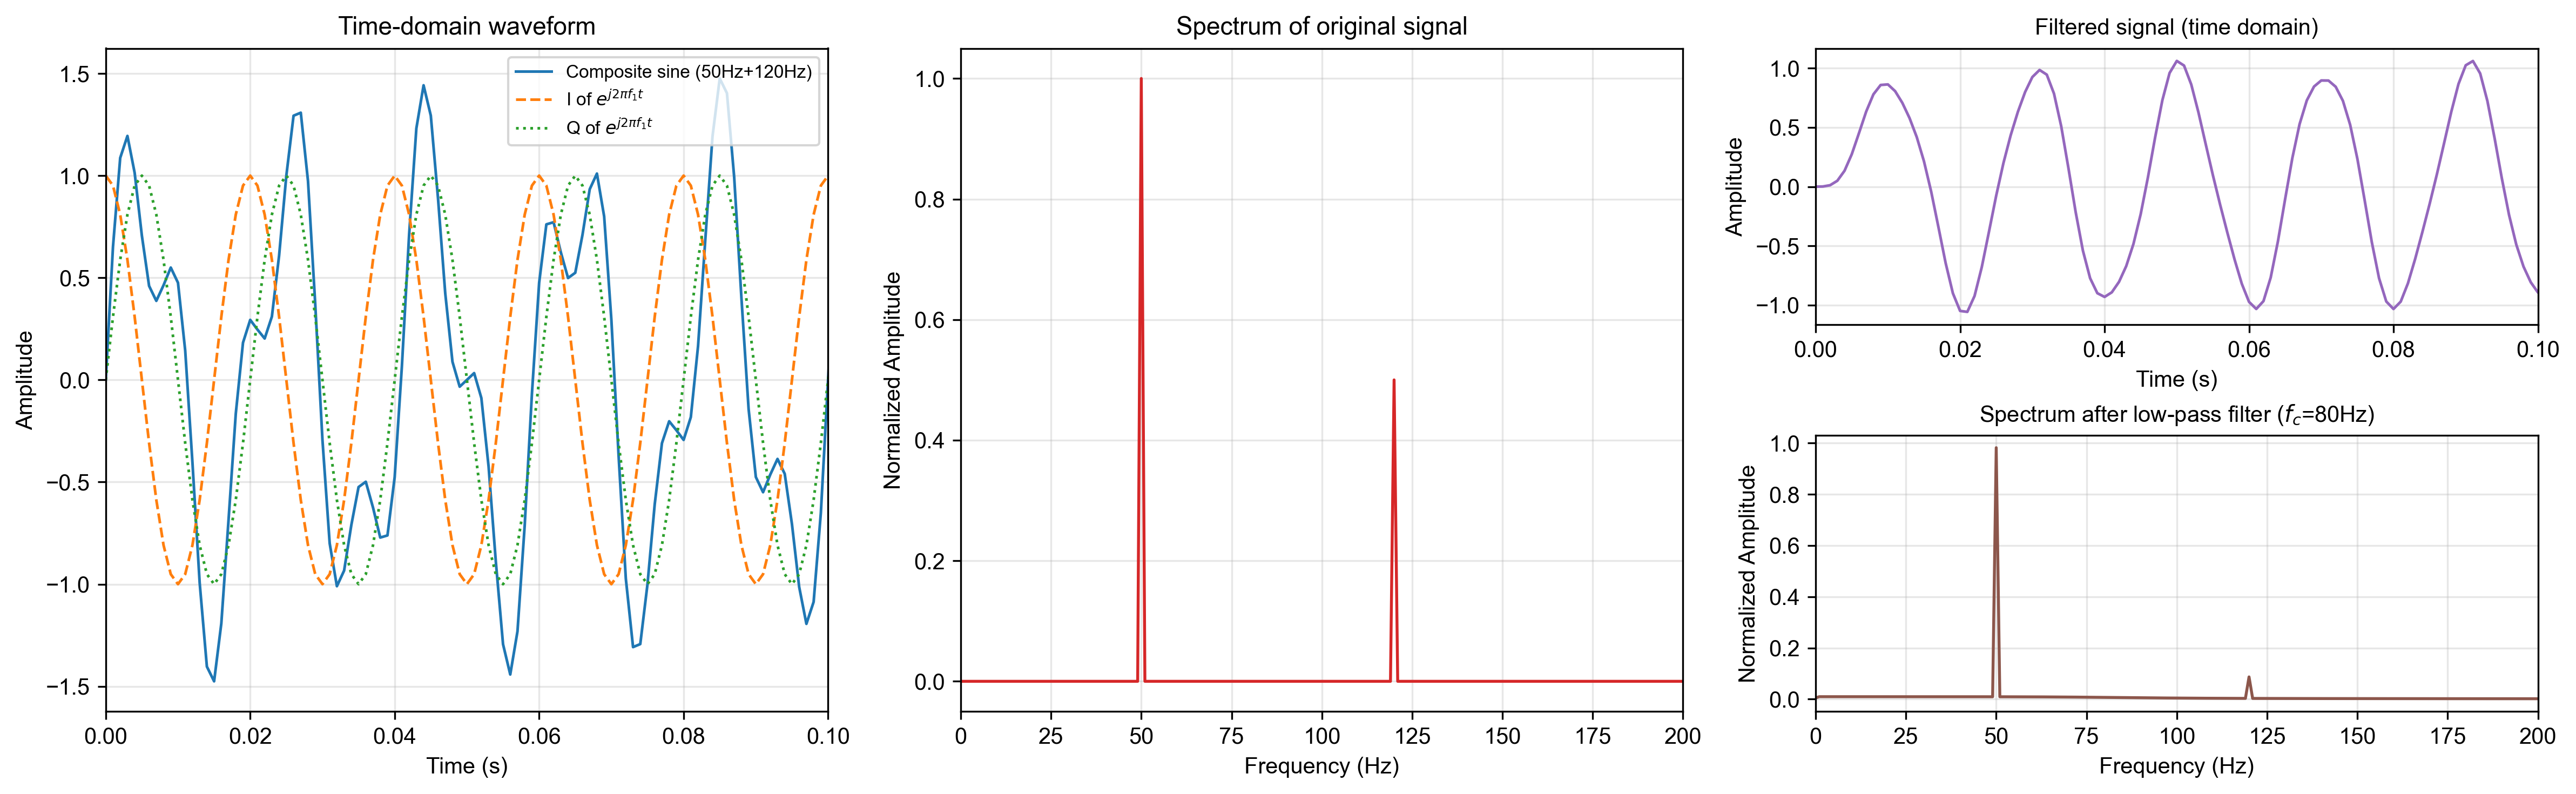 Time-domain waveform
Composite sine (50Hz+120Hz)
I of $e^{j2\pi f_1 t}$
Q of $e^{j2\pi f_1 t}$
Amplitude
1.5
1.0
0.5
0.0
−0.5
−1.0
−1.5
0.00 0.02 0.04 0.06 0.08 0.10
Time (s)
Spectrum of original signal
Normalized Amplitude
1.0
0.8
0.6
0.4
0.2
0.0
0 25 50 75 100 125 150 175 200
Frequency (Hz)
Filtered signal (time domain)
Amplitude
1.0
0.5
0.0
−0.5
−1.0
0.00 0.02 0.04 0.06 0.08 0.10
Time (s)
Spectrum after low-pass filter ($f_c$=80Hz)
Normalized Amplitude
1.0
0.8
0.6
0.4
0.2
0.0
0 25 50 75 100 125 150 175 200
Frequency (Hz)